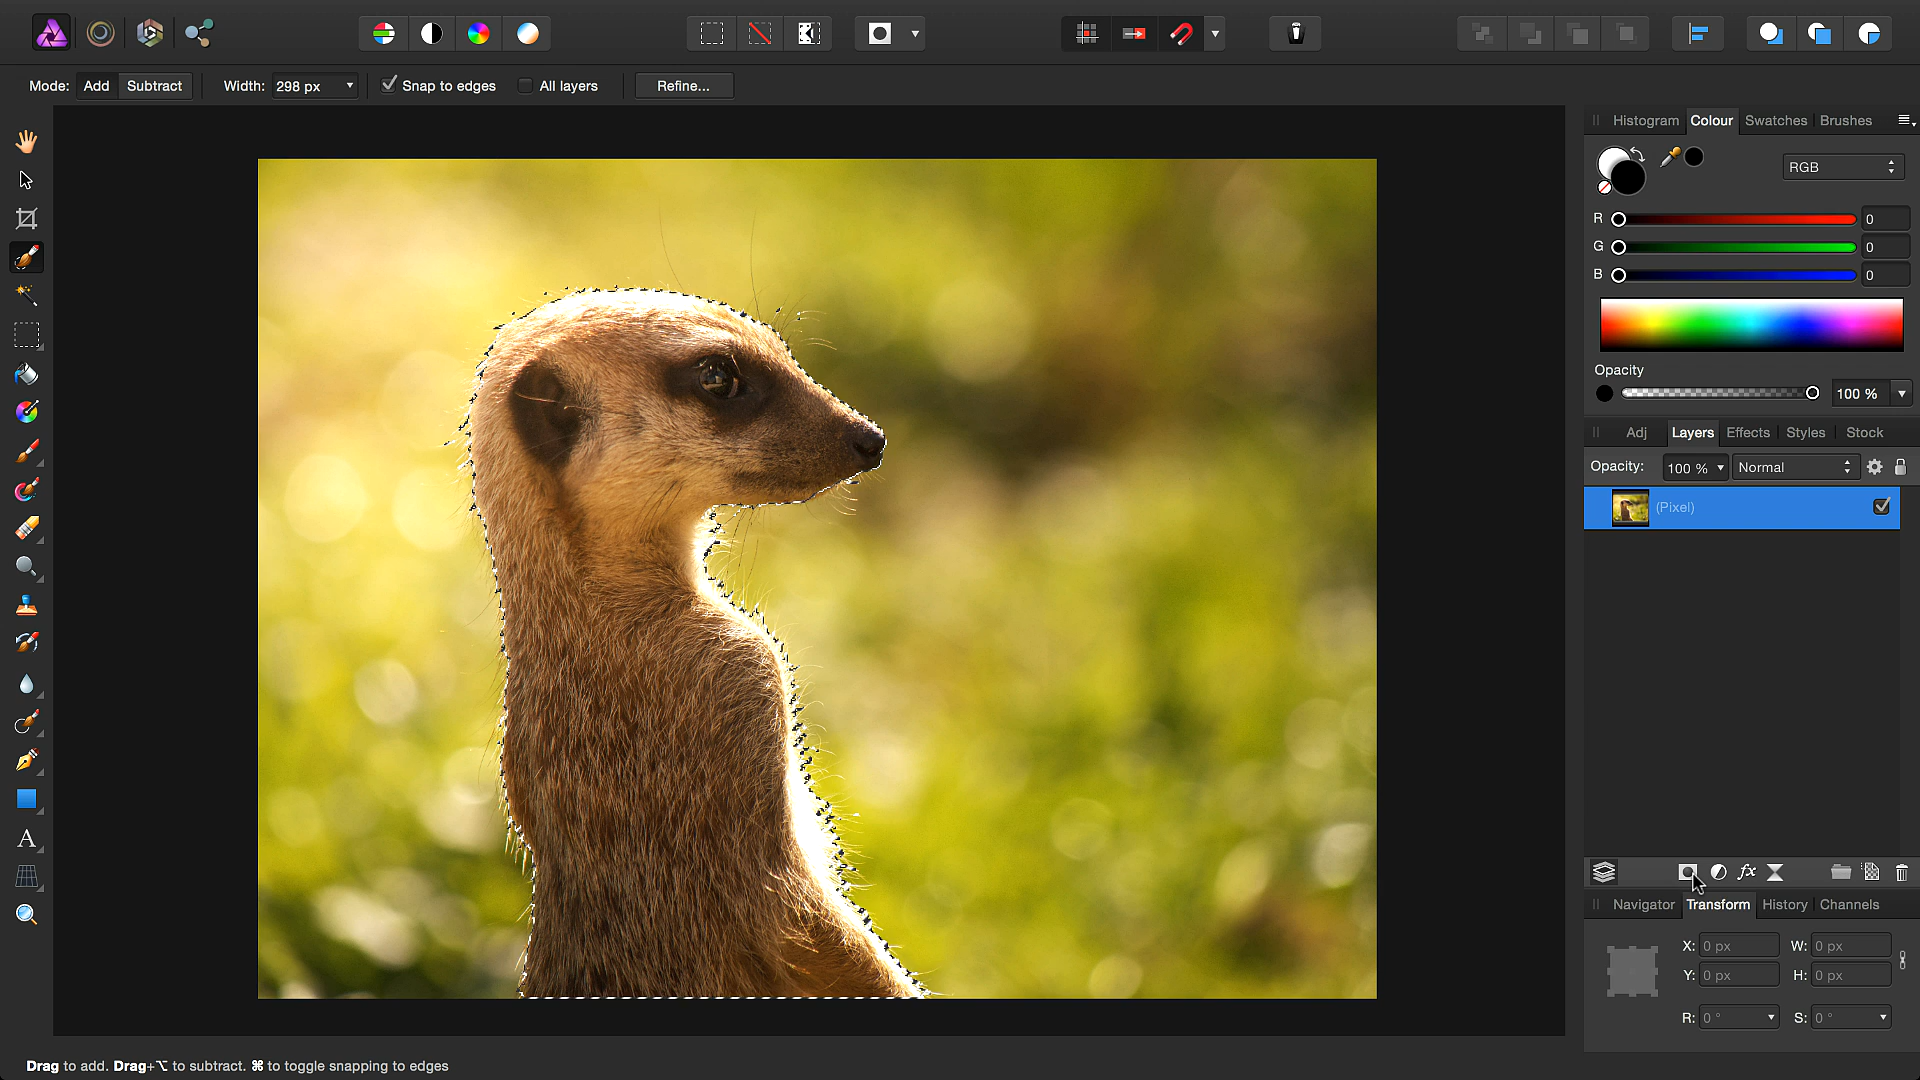 Mode: Add Subtract Width: 298 px Snap to edges All layers Refine...
Histogram Colour Swatches Brushes
RGB
R 0
G 0
B 0
Opacity
100 %
Adj Layers Effects Styles Stock
Opacity: 100 % Normal
(Pixel)
fx
Navigator Transform History Channels
X: 0 px W: 0 px
Y: 0 px H: 0 px
R: 0 ° S: 0 °
A
Drag to add. Drag+⌥ to subtract. ⌘ to toggle snapping to edges